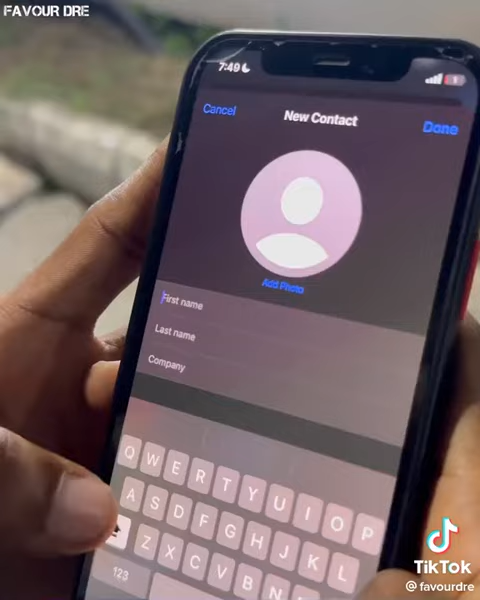 FAVOUR DRE
7:49
Cancel
New Contact
Done
Add Photo
First name
Last name
Company
Q W E R T Y U I O P
A S D F G H J K L
Z X C V B N
123
TikTok
@favourdre